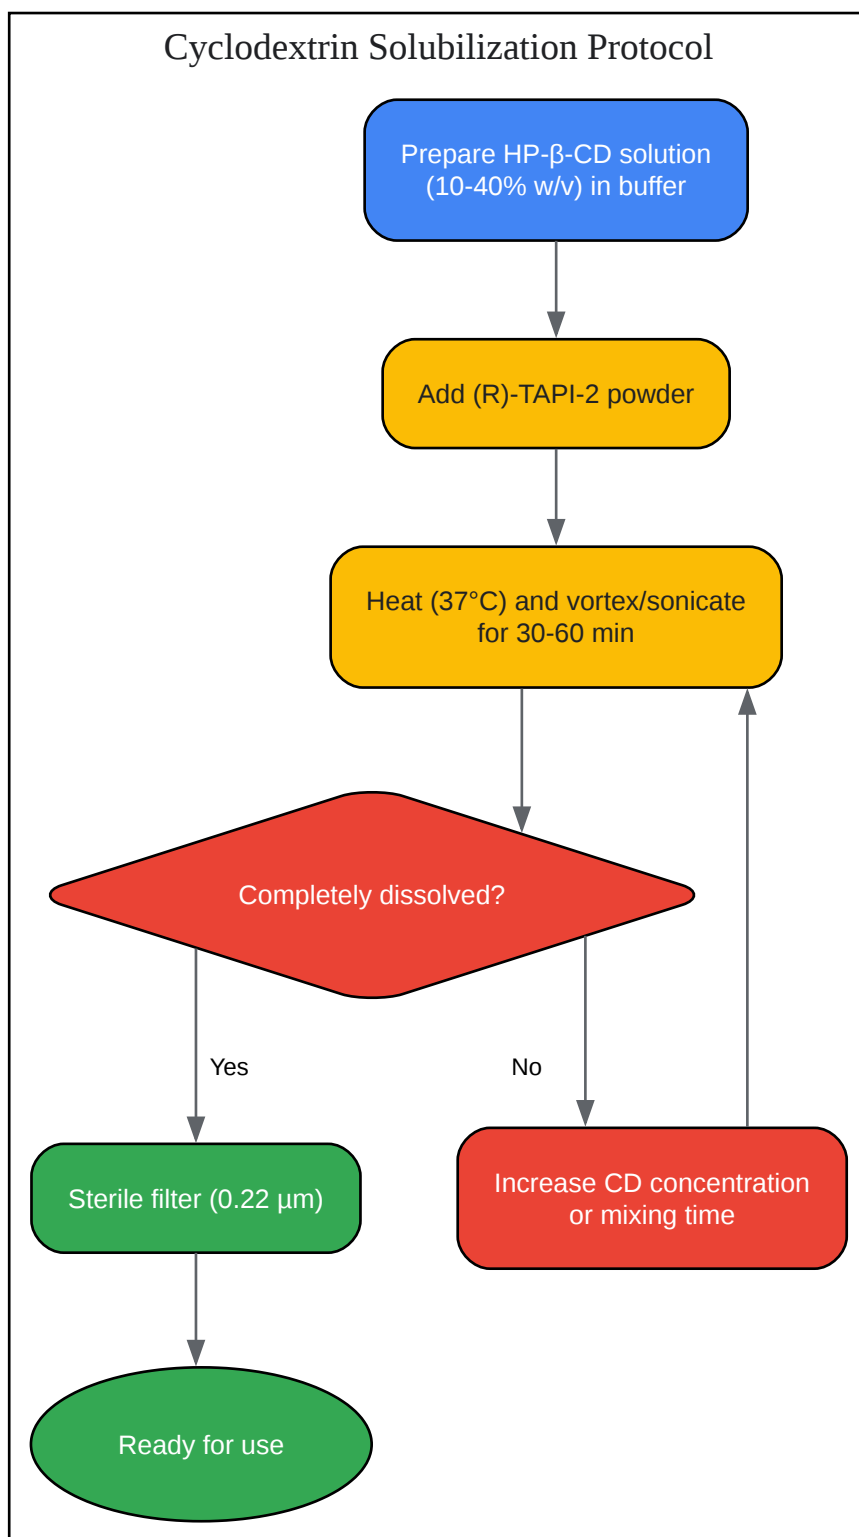 Cyclodextrin Solubilization Protocol
Prepare HP-β-CD solution
(10-40% w/v) in buffer
Add (R)-TAPI-2 powder
Heat (37°C) and vortex/sonicate
for 30-60 min
Completely dissolved?
Yes
No
Sterile filter (0.22 µm)
Increase CD concentration
or mixing time
Ready for use